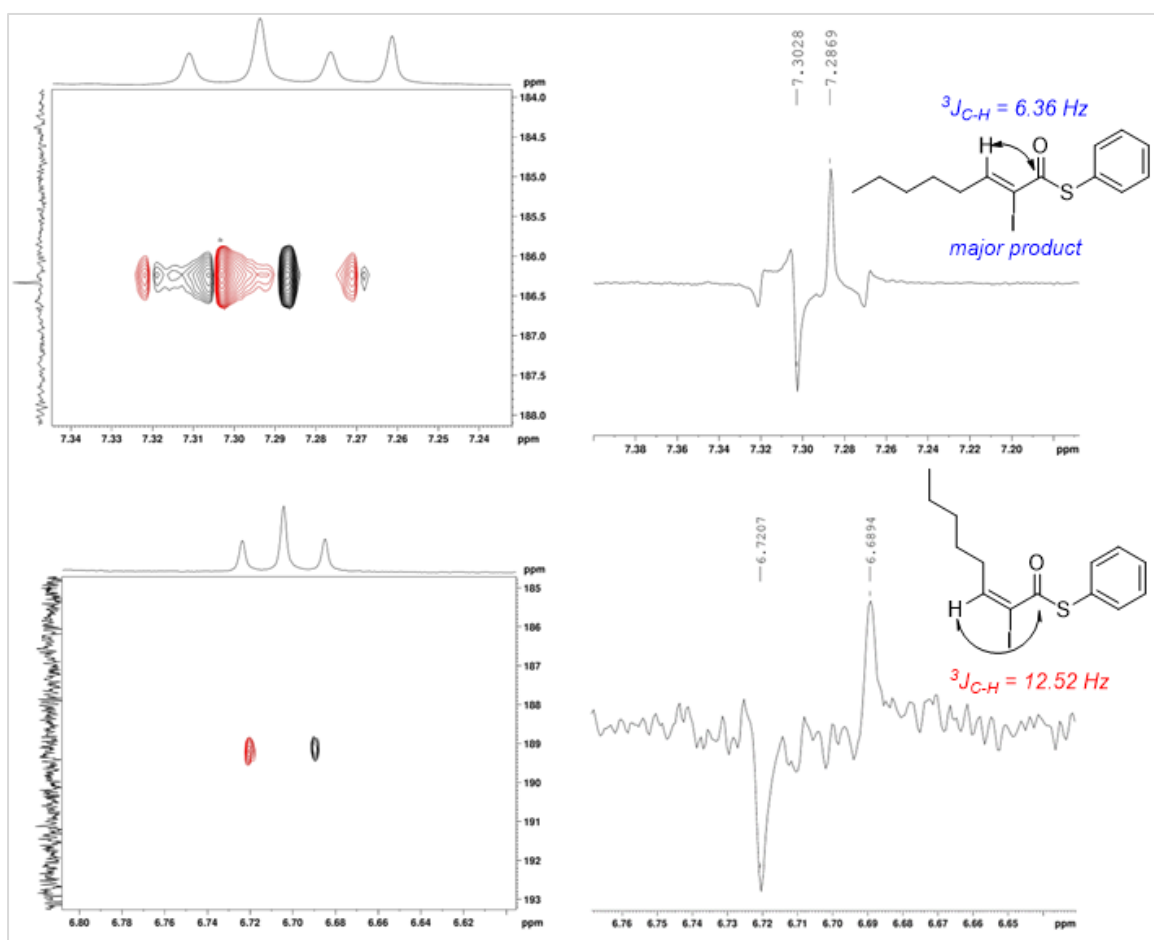 ppm
184.0
184.5
185.0
185.5
186.0
186.5
187.0
187.5
188.0
7.34 7.33 7.32 7.31 7.30 7.29 7.28 7.27 7.26 7.25 7.24 ppm
7.3028
7.2869
³J_C-H = 6.36 Hz
H O
S
I
major product
7.38 7.36 7.34 7.32 7.30 7.28 7.26 7.24 7.22 7.20 ppm
ppm
185
186
187
188
189
190
191
192
193
6.80 6.78 6.76 6.74 6.72 6.70 6.68 6.66 6.64 6.62 ppm
6.7207
6.6894
O
H S
I
³J_C-H = 12.52 Hz
6.76 6.75 6.74 6.73 6.72 6.71 6.70 6.69 6.68 6.67 6.66 6.65 ppm